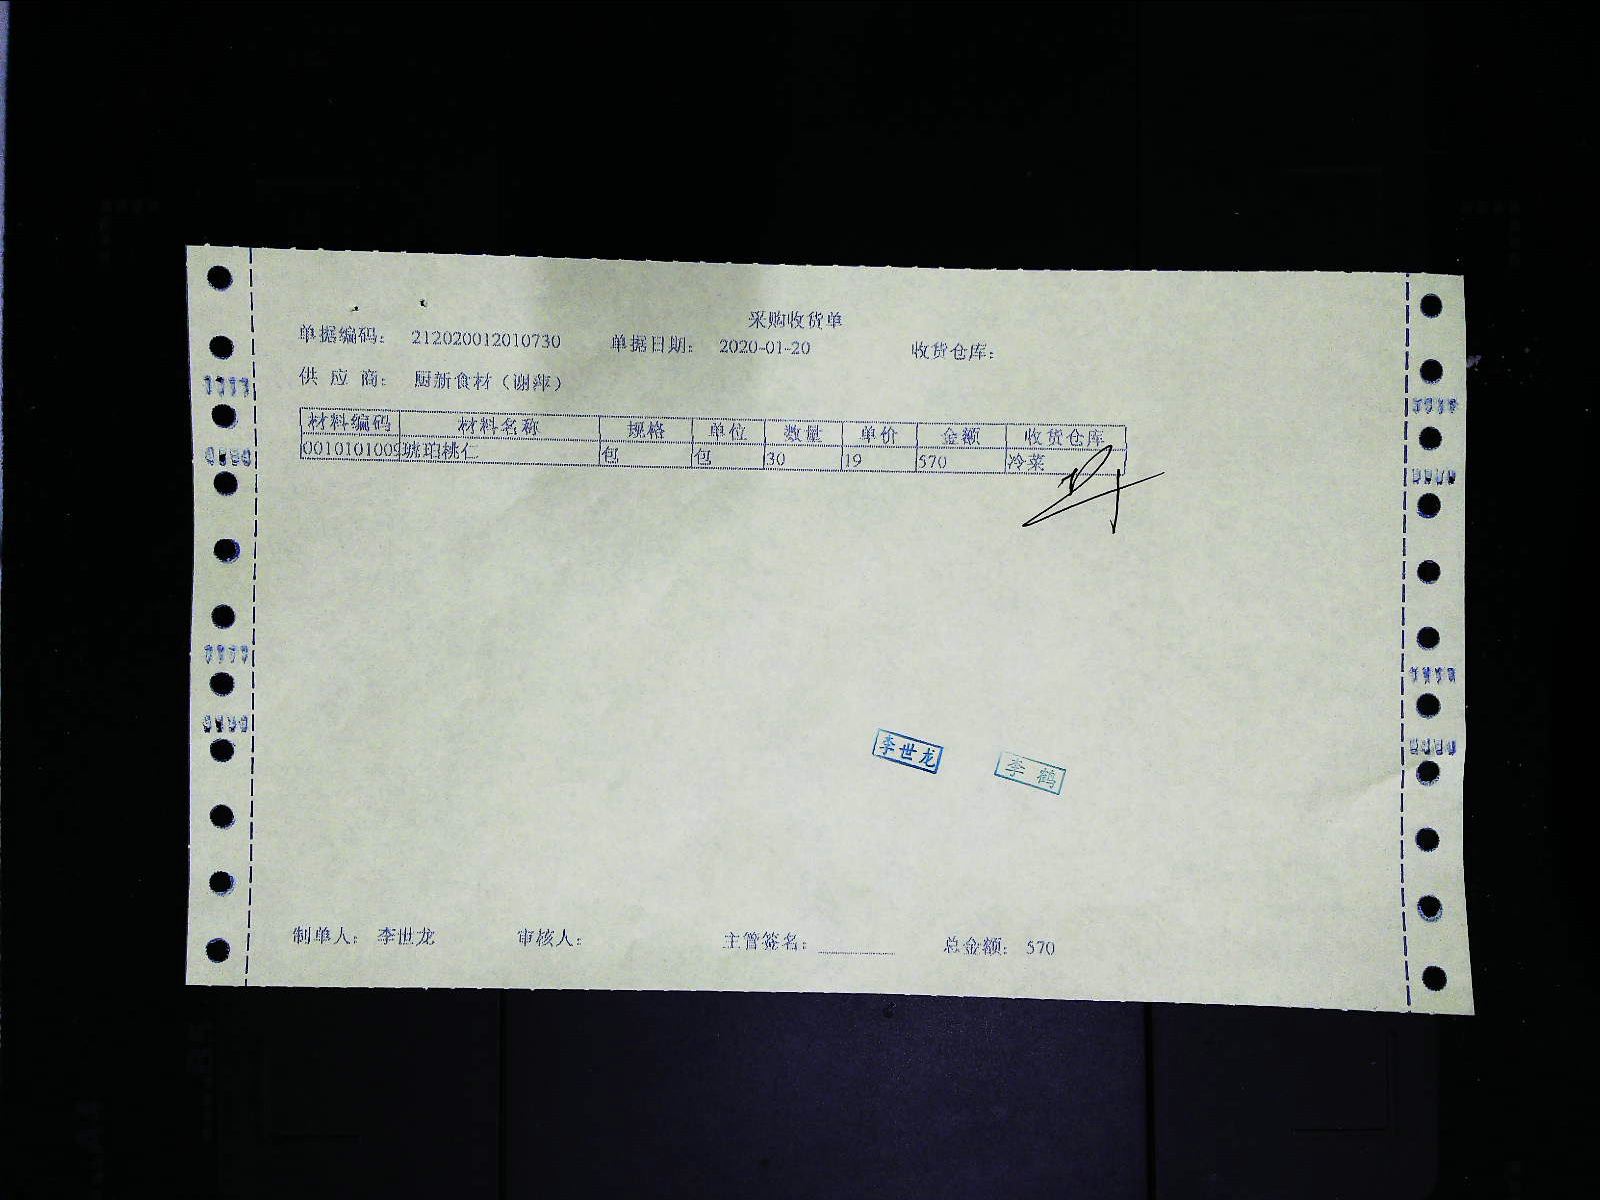 采购收货单
单据编码: 212020012010730 单据日期: 2020-01-20 收货仓库:
供 应 商: 厨新食材（谢萍）
材料编码 材料名称 规格 单位 数量 单价 金额 收货仓库
0010101009 琥珀桃仁 包 包 30 19 570 冷菜
李世龙 李鹤
制单人: 李世龙 审核人: 主管签名: 总金额: 570